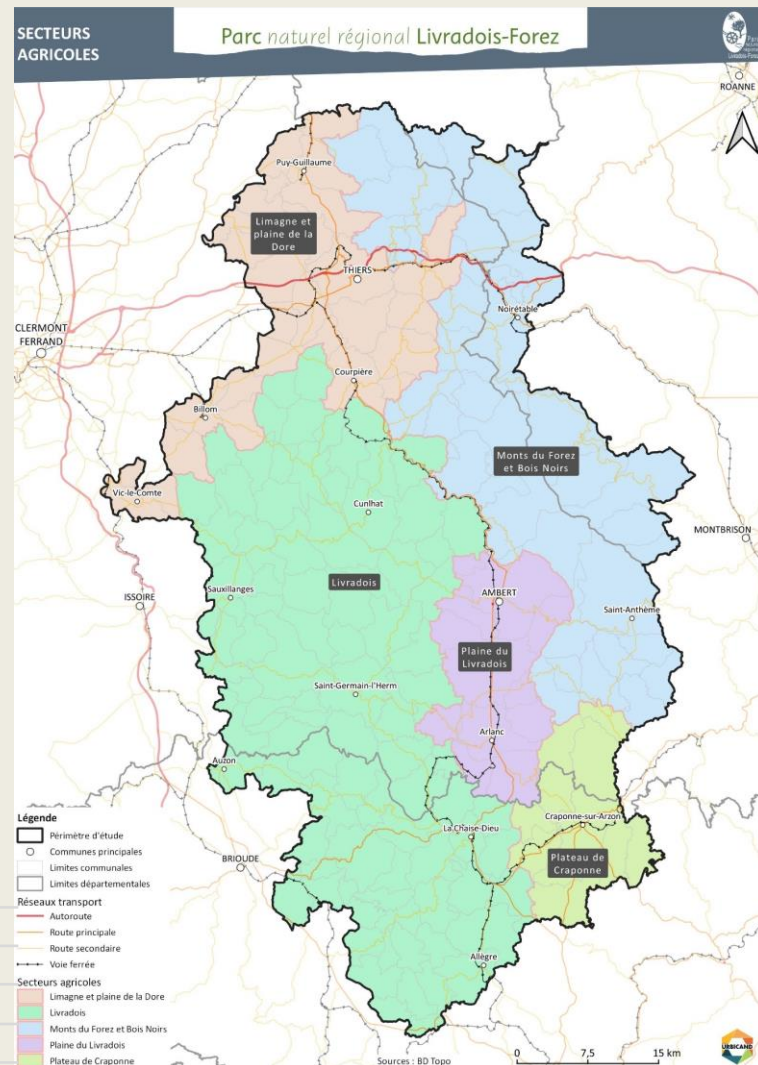 SECTEURS
AGRICOLES
Parc naturel régional Livradois-Forez
Parc
Livradois-Forez
ROANNE
Puy-Guillaume
Limagne et
plaine de la
Dore
THIERS
Noirétable
CLERMONT
FERRAND
Courpière
Billom
Monts du Forez
et Bois Noirs
Vic-le-Comte
Cunlhat
MONTBRISON
Livradois
Sauxillanges
AMBERT
ISSOIRE
Saint-Anthème
Plaine du
Livradois
Saint-Germain-l'Herm
Arlanc
Auzon
La Chaise-Dieu
Craponne-sur-Arzon
BRIOUDE
Plateau de
Craponne
Allègre
Légende
Périmètre d'étude
Communes principales
Limites communales
Limites départementales
Réseaux transport
Autoroute
Route principale
Route secondaire
Voie ferrée
Secteurs agricoles
Limagne et plaine de la Dore
Livradois
Monts du Forez et Bois Noirs
Plaine du Livradois
Plateau de Craponne
Sources : BD Topo
0 7,5 15 km
URBICAND